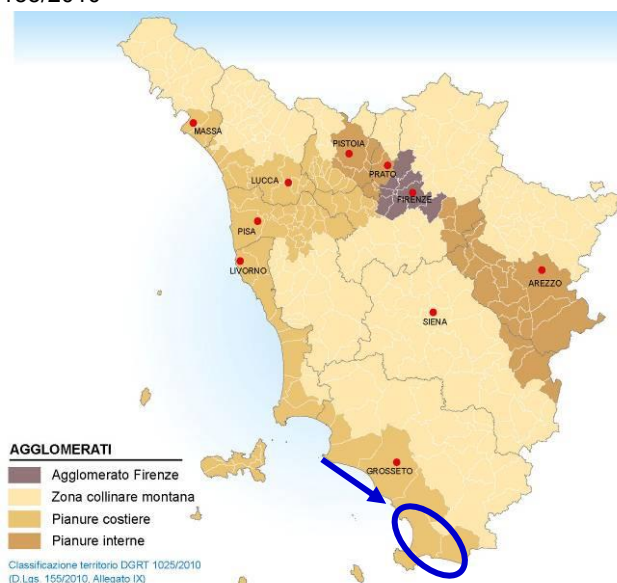 MASSA
PISTOIA
PRATO
LUCCA
FIRENZE
PISA
LIVORNO
AREZZO
SIENA
GROSSETO
AGGLOMERATI
Agglomerato Firenze
Zona collinare montana
Pianure costiere
Pianure interne
Classificazione territorio DGRT 1025/2010
(D.Lgs. 155/2010, Allegato IX)